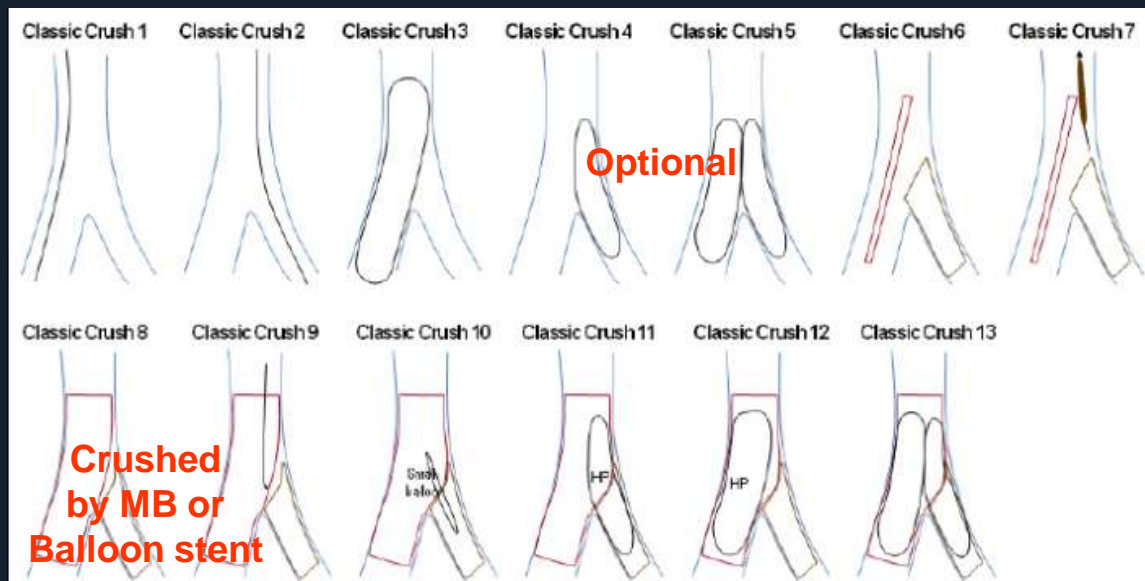 Classic Crush 1
Classic Crush 2
Classic Crush 3
Classic Crush 4
Classic Crush 5
Classic Crush 6
Classic Crush 7
Optional
Classic Crush 8
Classic Crush 9
Classic Crush 10
Classic Crush 11
Classic Crush 12
Classic Crush 13
Crushed
by MB or
Balloon stent
Small
HP
HP